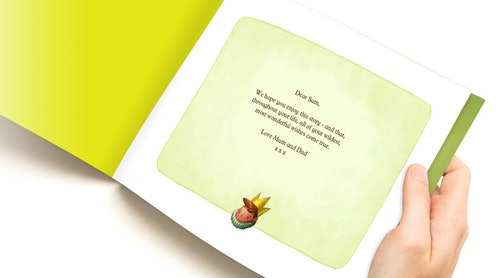 Dear Sam,
We hope you enjoy this story - and that,
throughout your life, all of your wildest,
most wonderful wishes come true.
Love Mum and Dad
x x x